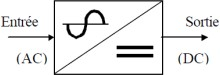 Entrée
Sortie
(AC)
(DC)